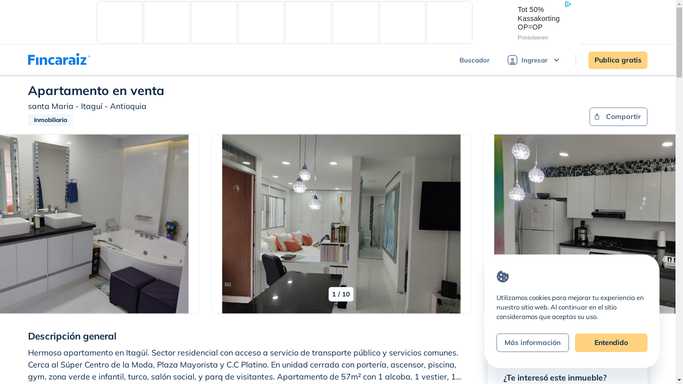 Tot 50%
Kassakorting
OP=OP
Fincaraiz
Buscador
Ingresar
Publica gratis
Apartamento en venta
santa Maria - Itaguí - Antioquia
Inmobiliaria
Compartir
1 / 10
Utilizamos cookies para mejorar tu experiencia en
nuestro sitio web. Al continuar en el sitio
consideramos que aceptas su uso.
Más información
Entendido
Descripción general
Hermoso apartamento en Itagüí. Sector residencial con acceso a servicio de transporte público y servicios comunes.
Cerca al Súper Centro de la Moda, Plaza Mayorista y C.C Platino. En unidad cerrada con portería, ascensor, piscina,
gym, zona verde e infantil, turco, salón social, y parq de visitantes. Apartamento de 57m² con 1 alcoba, 1 vestier, 1...
¿Te interesó este inmueble?